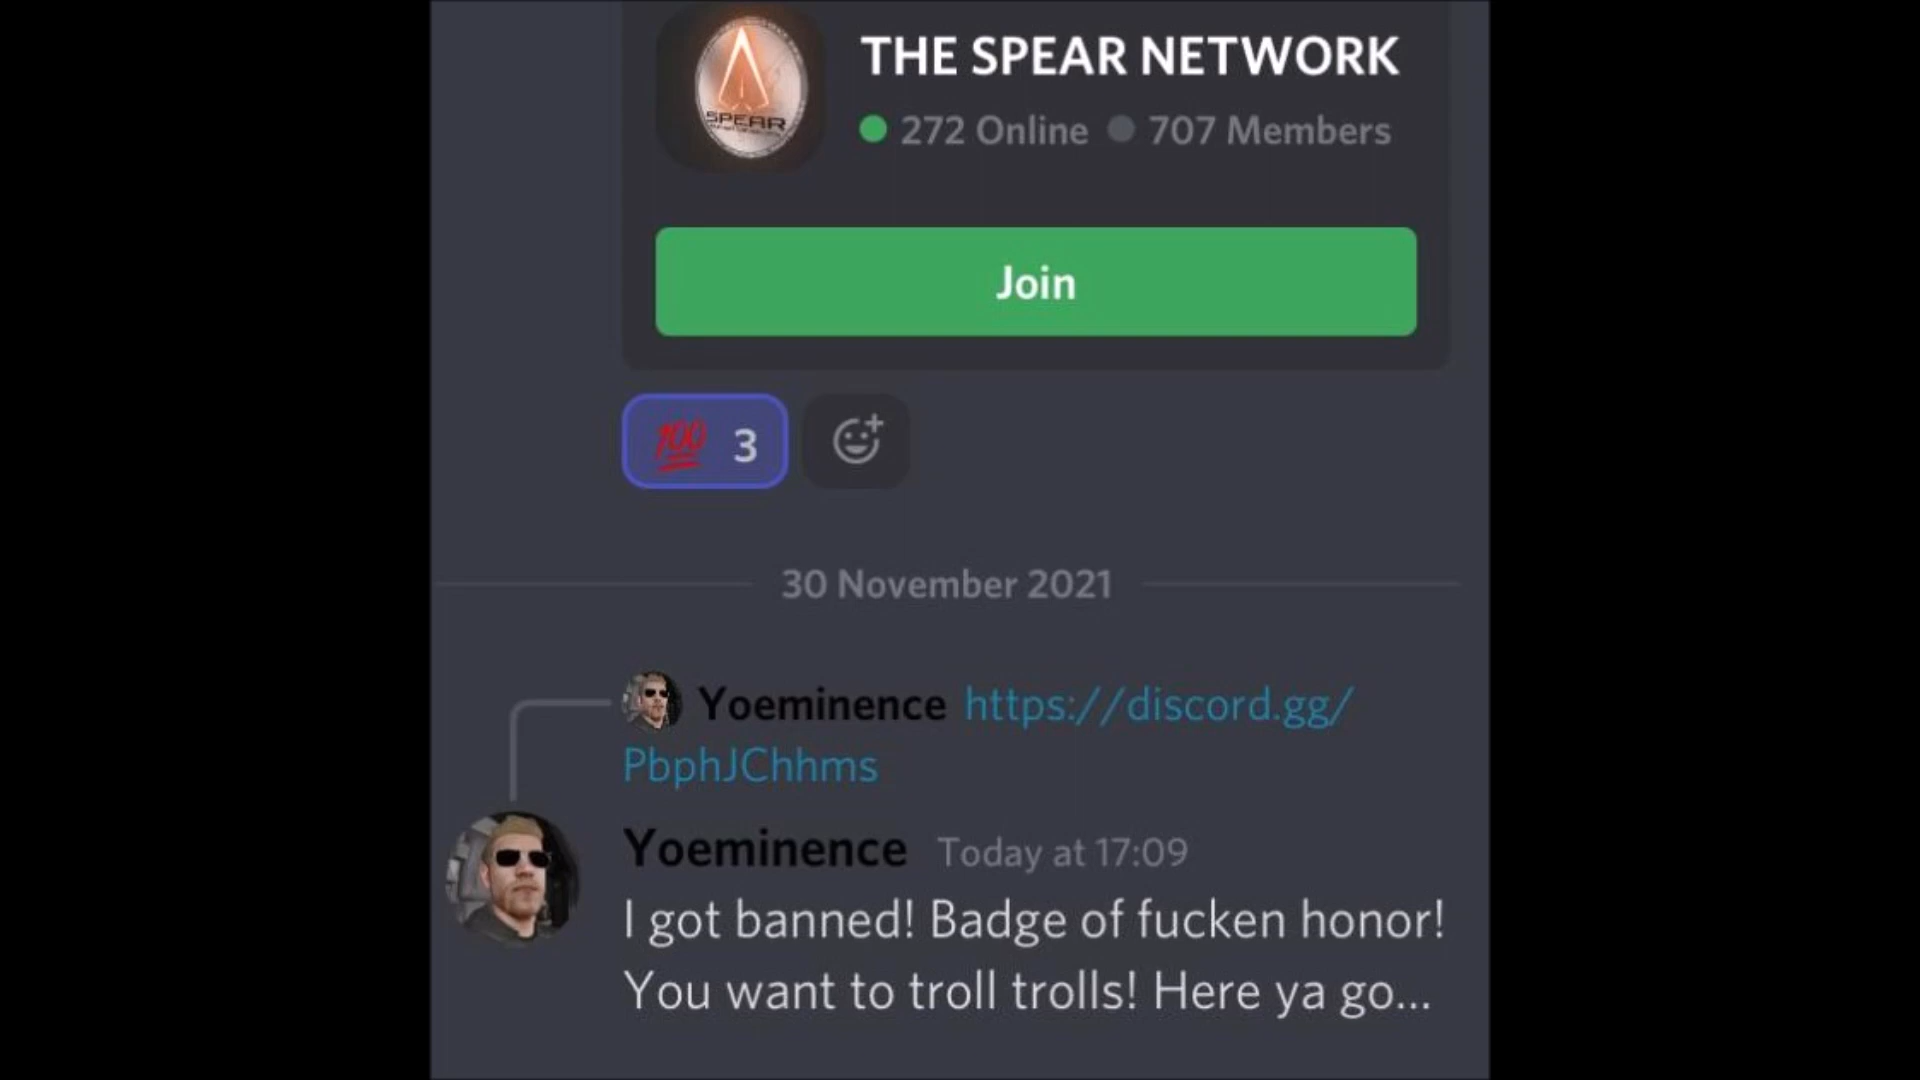 THE SPEAR NETWORK
SPEAR
272 Online 707 Members
Join
💯 3
30 November 2021
Yoeminence https://discord.gg/
PbphJChhms
Yoeminence Today at 17:09
I got banned! Badge of fucken honor!
You want to troll trolls! Here ya go...